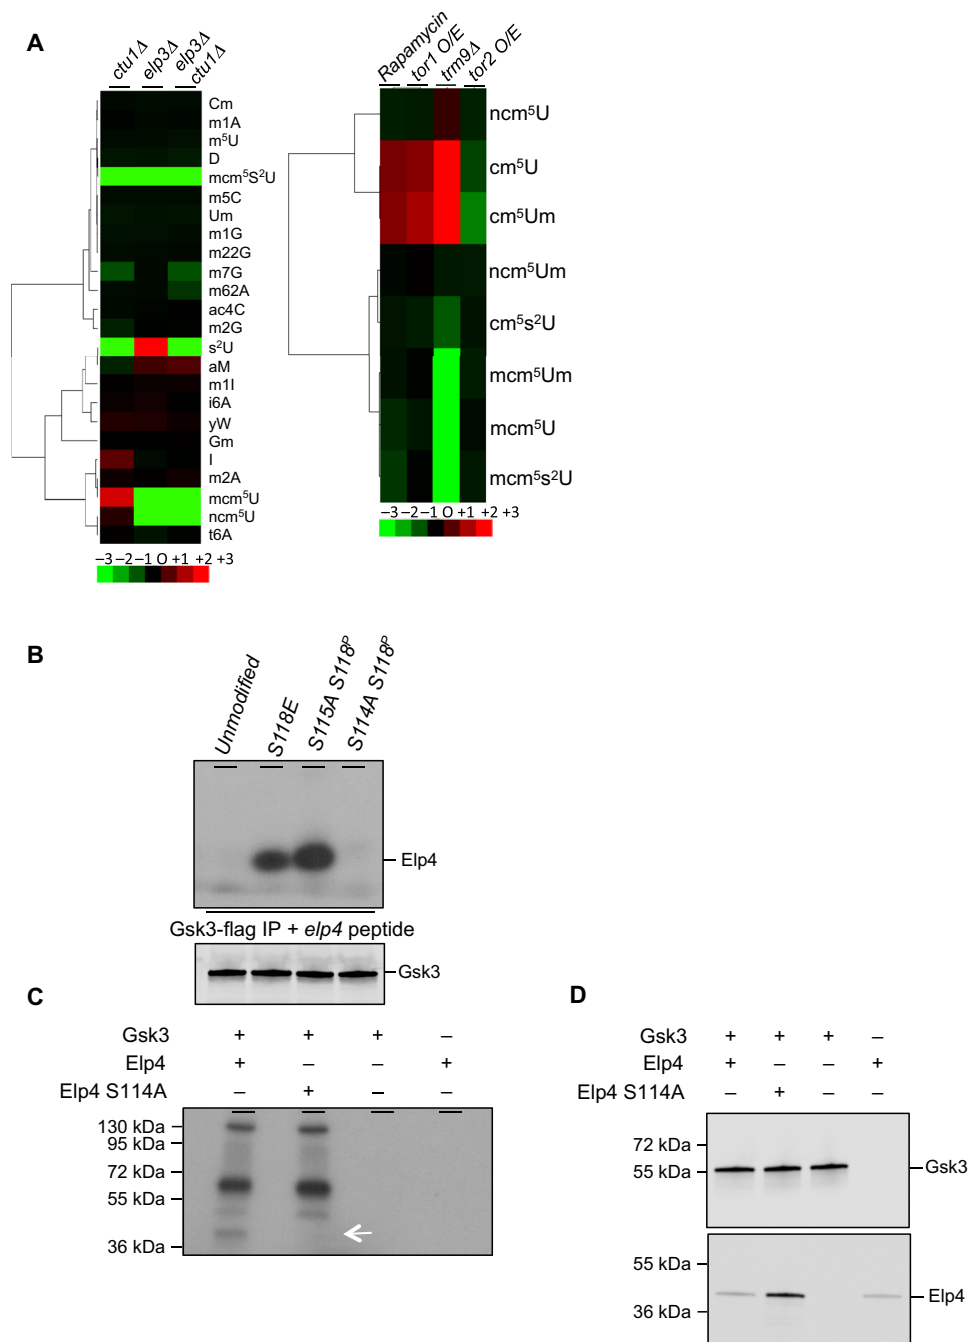 A
ctu1Δ elp3Δ elp3Δ ctu1Δ
Cm
m1A
m⁵U
D
mcm⁵S²U
m5C
Um
m1G
m22G
m7G
m62A
ac4C
m2G
s²U
aM
m1I
i6A
yW
Gm
I
m2A
mcm⁵U
ncm⁵U
t6A
−3 −2 −1 O +1 +2 +3
Rapamycin tor1 O/E trm9Δ tor2 O/E
ncm⁵U
cm⁵U
cm⁵Um
ncm⁵Um
cm⁵s²U
mcm⁵Um
mcm⁵U
mcm⁵s²U
−3 −2 −1 O +1 +2 +3
B
Unmodified S118E S115A S118ᴾ S114A S118ᴾ
Elp4
Gsk3-flag IP + elp4 peptide
Gsk3
C
Gsk3 + + + −
Elp4 + − − +
Elp4 S114A − + − −
130 kDa
95 kDa
72 kDa
55 kDa
36 kDa
D
Gsk3 + + + −
Elp4 + − − +
Elp4 S114A − + − −
72 kDa
55 kDa
Gsk3
55 kDa
36 kDa
Elp4